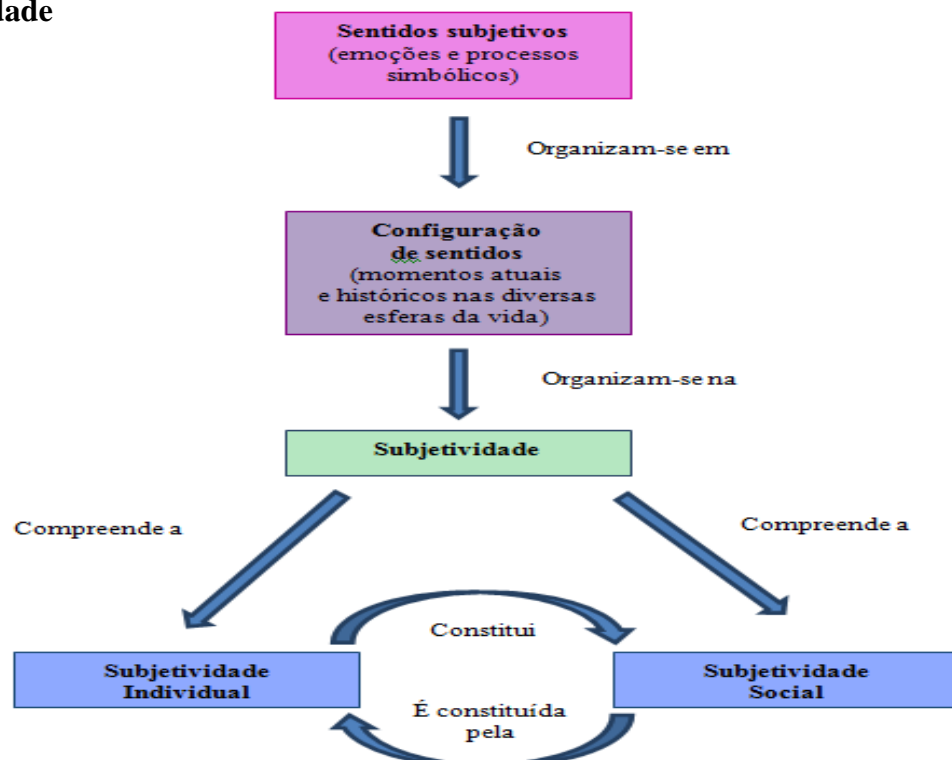 dade
Sentidos subjetivos
(emoções e processos
simbólicos)
Organizam-se em
Configuração
de sentidos
(momentos atuais
e históricos nas diversas
esferas da vida)
Organizam-se na
Subjetividade
Compreende a
Compreende a
Constitui
Subjetividade
Individual
Subjetividade
Social
É constituída
pela